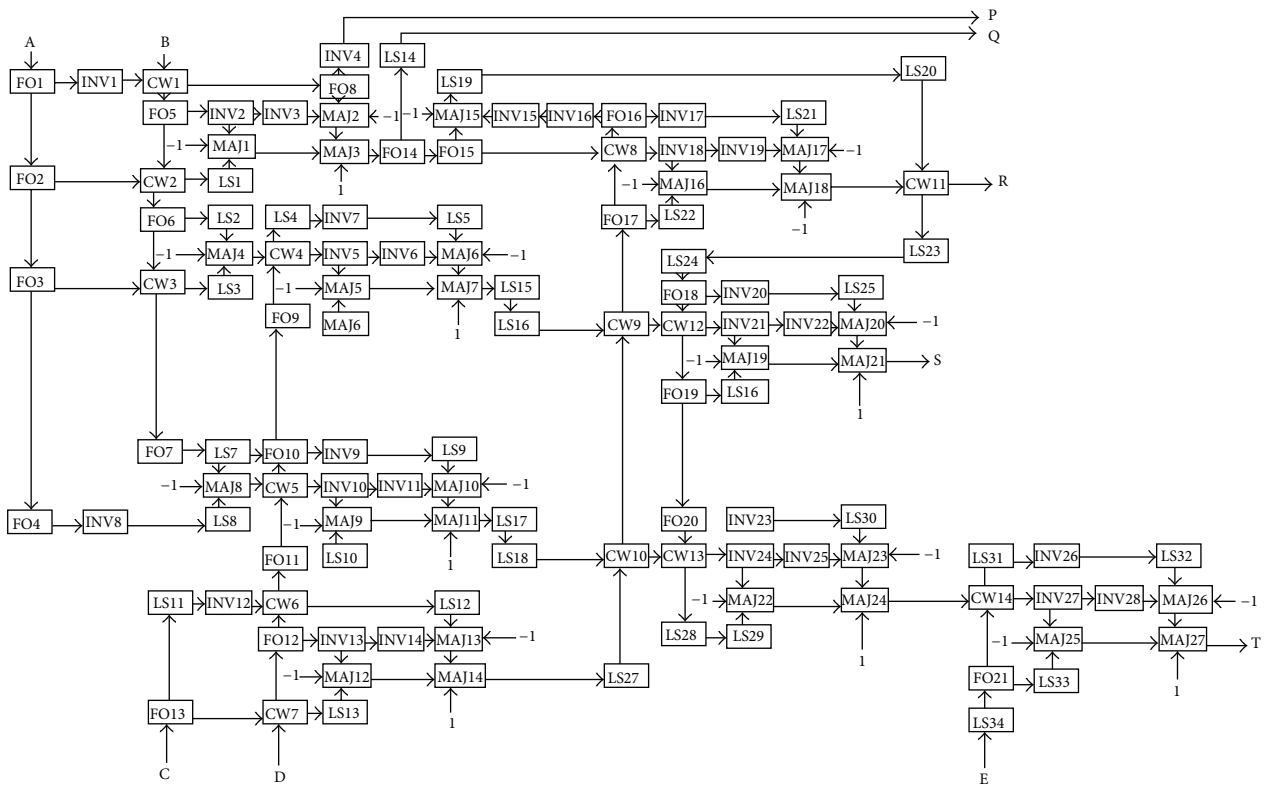 P
Q
A
B
INV4
LS14
LS20
FO1
INV1
CW1
FO8
LS19
FO5
INV2
INV3
MAJ2
−1
−1
MAJ15
INV15
INV16
FO16
INV17
LS21
−1
MAJ1
MAJ3
FO14
FO15
CW8
INV18
INV19
MAJ17
−1
FO2
CW2
LS1
1
−1
MAJ16
MAJ18
CW11
R
FO6
LS2
LS4
INV7
LS5
FO17
LS22
−1
−1
MAJ4
CW4
INV5
INV6
MAJ6
−1
LS24
LS23
FO3
CW3
LS3
−1
MAJ5
MAJ7
LS15
FO18
INV20
LS25
FO9
MAJ6
1
LS16
CW9
CW12
INV21
INV22
MAJ20
−1
−1
MAJ19
MAJ21
S
FO19
LS16
1
FO7
LS7
FO10
INV9
LS9
−1
MAJ8
CW5
INV10
INV11
MAJ10
−1
FO4
INV8
LS8
−1
MAJ9
MAJ11
LS17
FO20
INV23
LS30
FO11
LS10
1
LS18
CW10
CW13
INV24
INV25
MAJ23
−1
LS31
INV26
LS32
LS11
INV12
CW6
LS12
−1
MAJ22
MAJ24
CW14
INV27
INV28
MAJ26
−1
FO12
INV13
INV14
MAJ13
−1
LS28
LS29
1
−1
MAJ25
MAJ27
T
−1
MAJ12
MAJ14
LS27
FO21
LS33
1
FO13
CW7
LS13
1
LS34
C
D
E